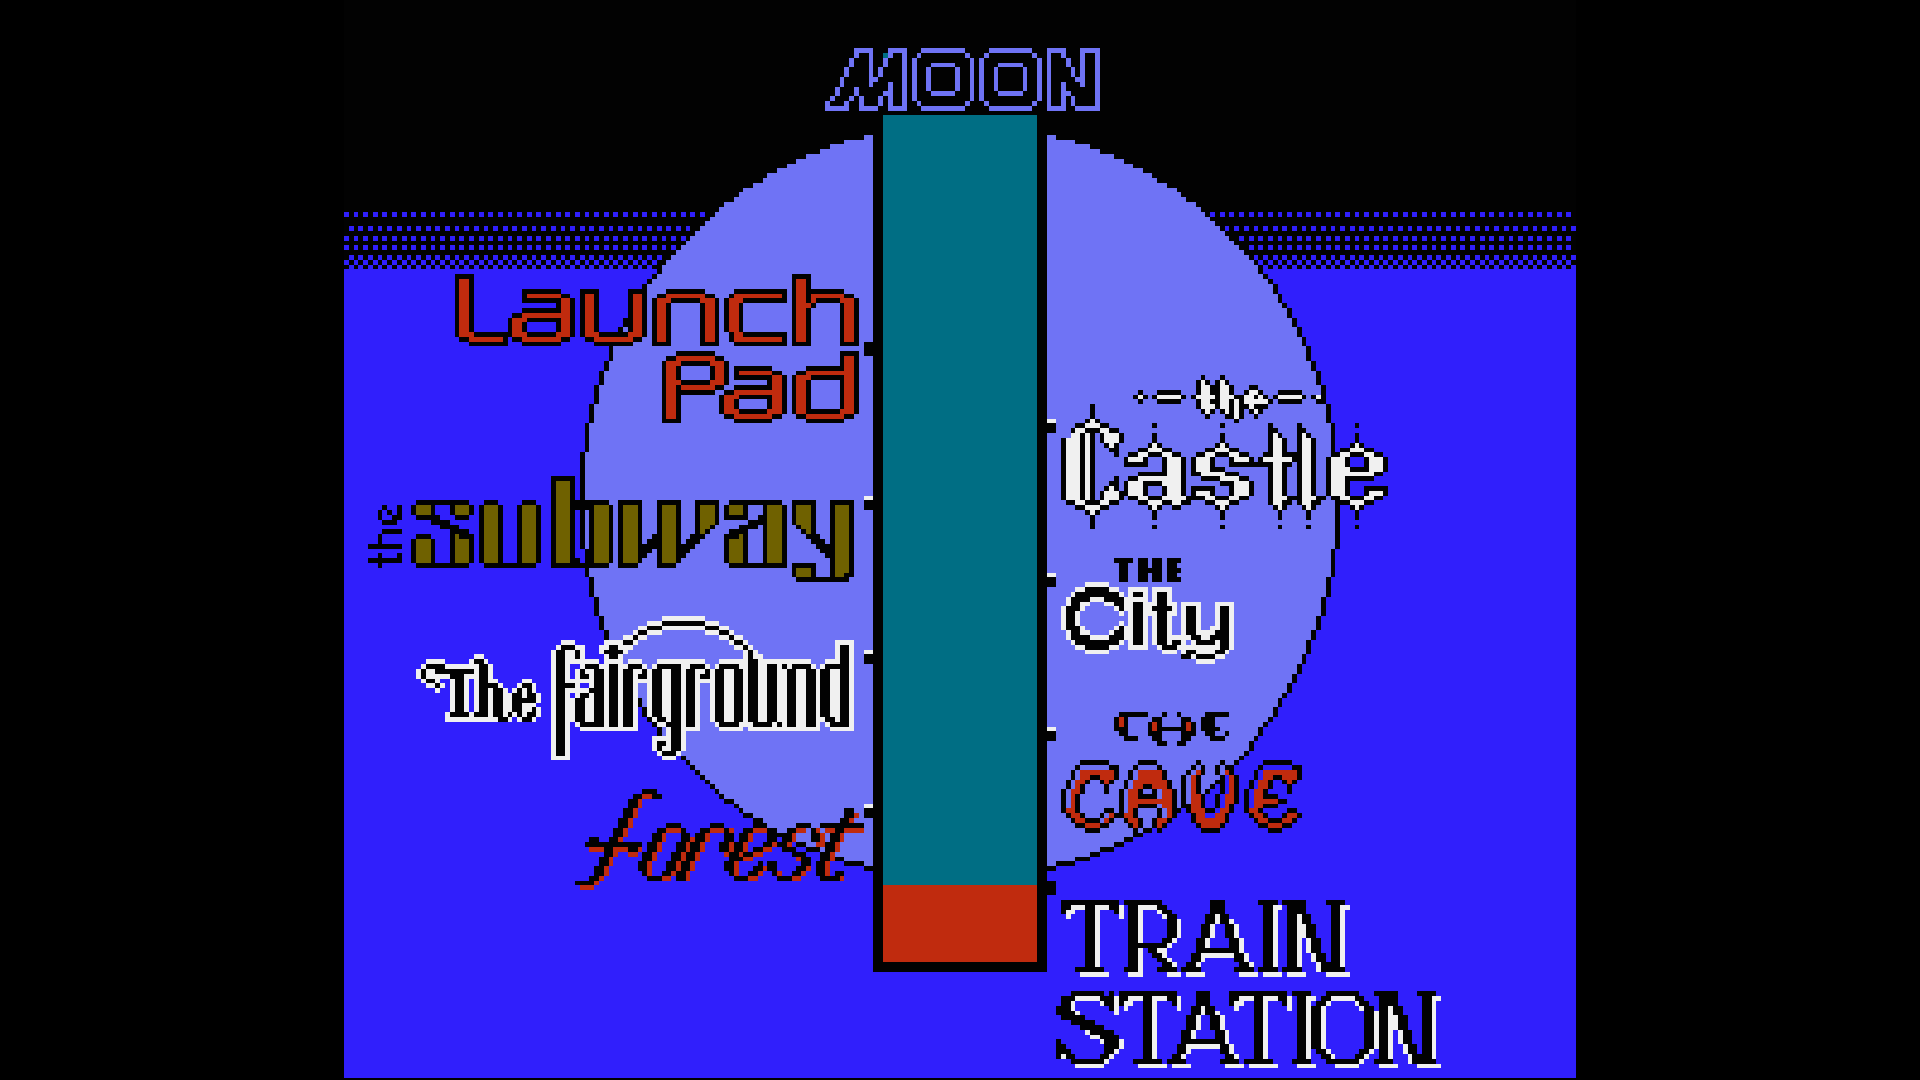 MOON
Launch
Pad
the
Castle
the subway
THE
City
The fairground
THE
CAVE
forest
TRAIN
STATION